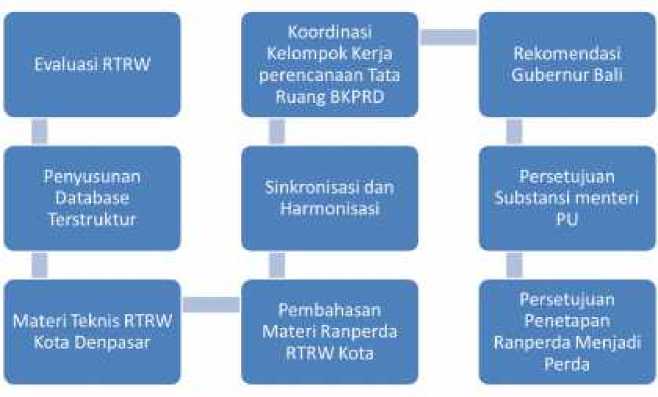 Evaluasi RTRW
Penyusunan
Database
Terstruktur
Materi Teknis RTRW
Kota Denpasar
Pembahasan
Materi Ranperda
RTRW Kota
Sinkronisasi dan
Harmonisasi
Koordinasi
Kelompok Kerja
perencanaan Tata
Ruang BKPRD
Rekomendasi
Gubernur Bali
Persetujuan
Substansi menteri
PU
Persetujuan
Penetapan
Ranperda Menjadi
Perda